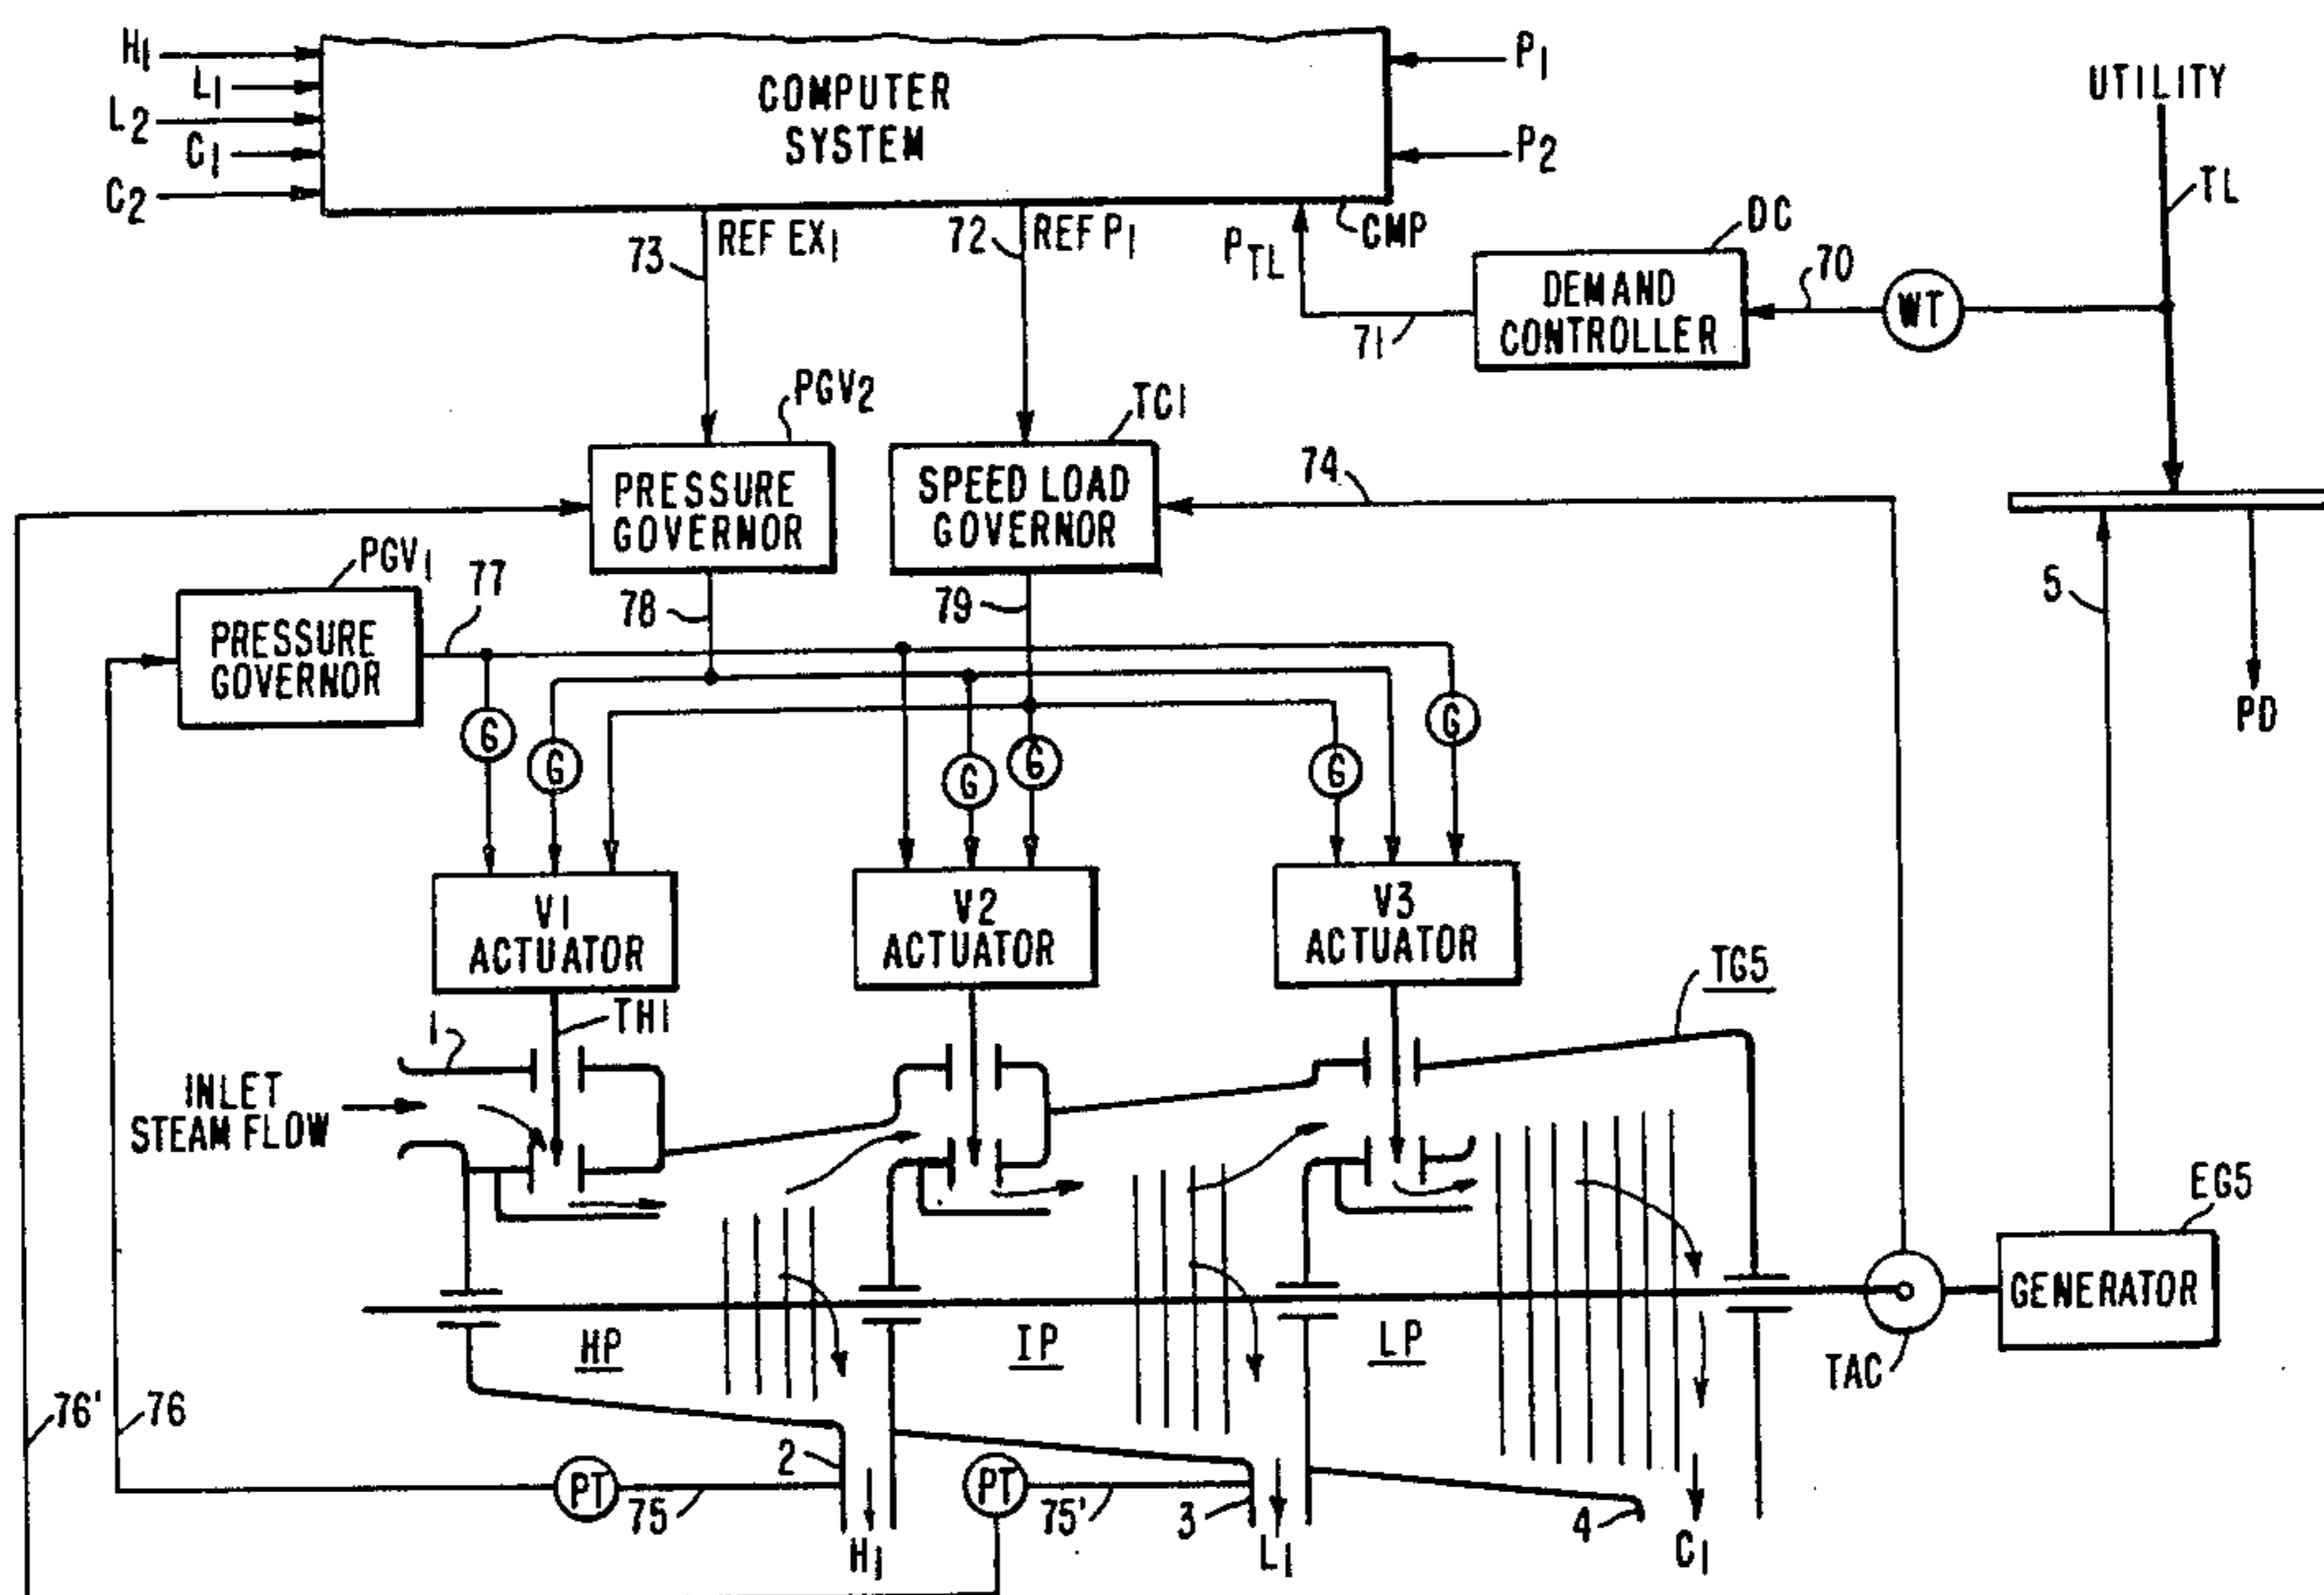 H1
L1
L2
C1
C2
COMPUTER
SYSTEM
P1
P2
UTILITY
TL
73
REF EX1
72
REF P1
PTL
CMP
DC
70
DEMAND
CONTROLLER
WT
71
PGV2
TC1
PRESSURE
GOVERNOR
SPEED LOAD
GOVERNOR
74
PGV1
77
78
79
5
PRESSURE
GOVERNOR
PD
G
G
G
G
G
G
V1
ACTUATOR
V2
ACTUATOR
V3
ACTUATOR
TG5
1
TH1
INLET
STEAM FLOW
EG5
GENERATOR
HP
IP
LP
TAC
76'
76
2
PT
75
PT
75'
3
4
H1
L1
C1